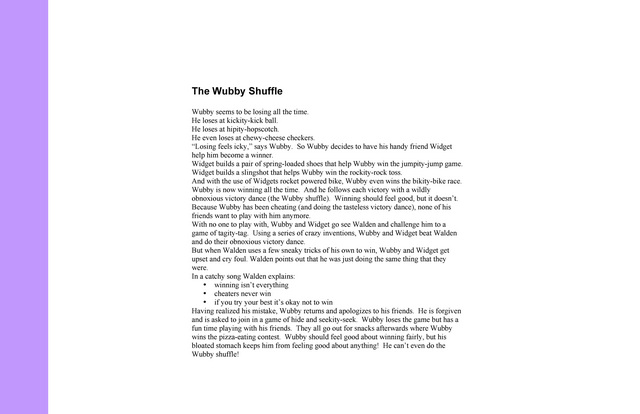 The Wubby Shuffle
Wubby seems to be losing all the time.
He loses at kickity-kick ball.
He loses at hipity-hopscotch.
He even loses at chewy-cheese checkers.
“Losing feels icky,” says Wubby.  So Wubby decides to have his handy friend Widget
help him become a winner.
Widget builds a pair of spring-loaded shoes that help Wubby win the jumpity-jump game.
Widget builds a slingshot that helps Wubby win the rockity-rock toss.
And with the use of Widgets rocket powered bike, Wubby even wins the bikity-bike race.
Wubby is now winning all the time.  And he follows each victory with a wildly
obnoxious victory dance (the Wubby shuffle).  Winning should feel good, but it doesn’t.
Because Wubby has been cheating (and doing the tasteless victory dance), none of his
friends want to play with him anymore.
With no one to play with, Wubby and Widget go see Walden and challenge him to a
game of tagity-tag.  Using a series of crazy inventions, Wubby and Widget beat Walden
and do their obnoxious victory dance.
But when Walden uses a few sneaky tricks of his own to win, Wubby and Widget get
upset and cry foul. Walden points out that he was just doing the same thing that they
were.
In a catchy song Walden explains:
• winning isn’t everything
• cheaters never win
• if you try your best it’s okay not to win
Having realized his mistake, Wubby returns and apologizes to his friends.  He is forgiven
and is asked to join in a game of hide and seekity-seek.  Wubby loses the game but has a
fun time playing with his friends.  They all go out for snacks afterwards where Wubby
wins the pizza-eating contest.  Wubby should feel good about winning fairly, but his
bloated stomach keeps him from feeling good about anything!  He can’t even do the
Wubby shuffle!